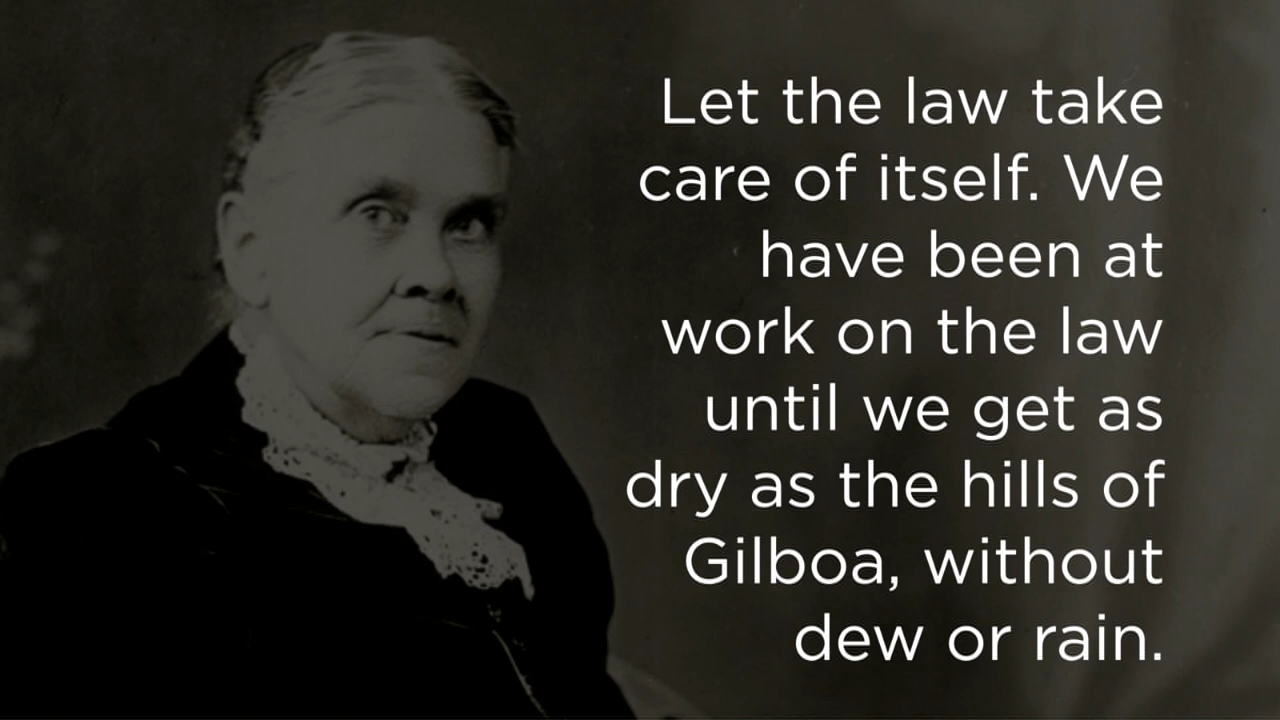 Let the law take
care of itself. We
have been at
work on the law
until we get as
dry as the hills of
Gilboa, without
dew or rain.